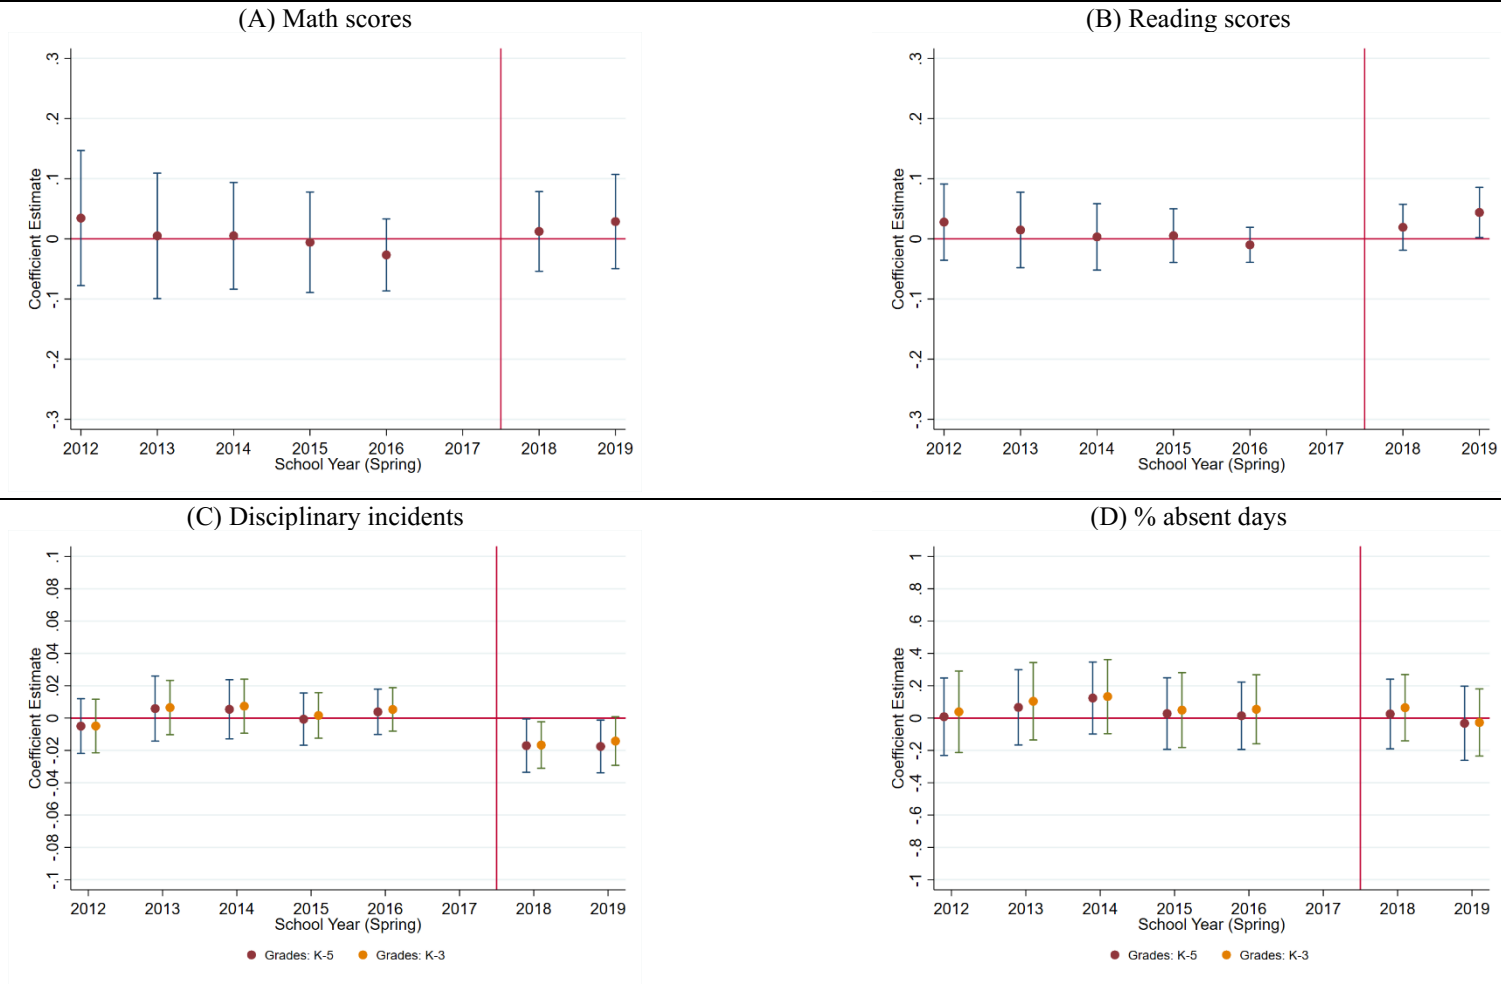 (A) Math scores
(B) Reading scores
.3
.2
.1
0
-.1
-.2
-.3
Coefficient Estimate
2012 2013 2014 2015 2016 2017 2018 2019
School Year (Spring)
.3
.2
.1
0
-.1
-.2
-.3
Coefficient Estimate
2012 2013 2014 2015 2016 2017 2018 2019
School Year (Spring)
(C) Disciplinary incidents
(D) % absent days
.1
.08
.06
.04
.02
0
-.02
-.04
-.06
-.08
-.1
Coefficient Estimate
2012 2013 2014 2015 2016 2017 2018 2019
School Year (Spring)
Grades: K-5 Grades: K-3
1
.8
.6
.4
.2
0
-.2
-.4
-.6
-.8
-1
Coefficient Estimate
2012 2013 2014 2015 2016 2017 2018 2019
School Year (Spring)
Grades: K-5 Grades: K-3